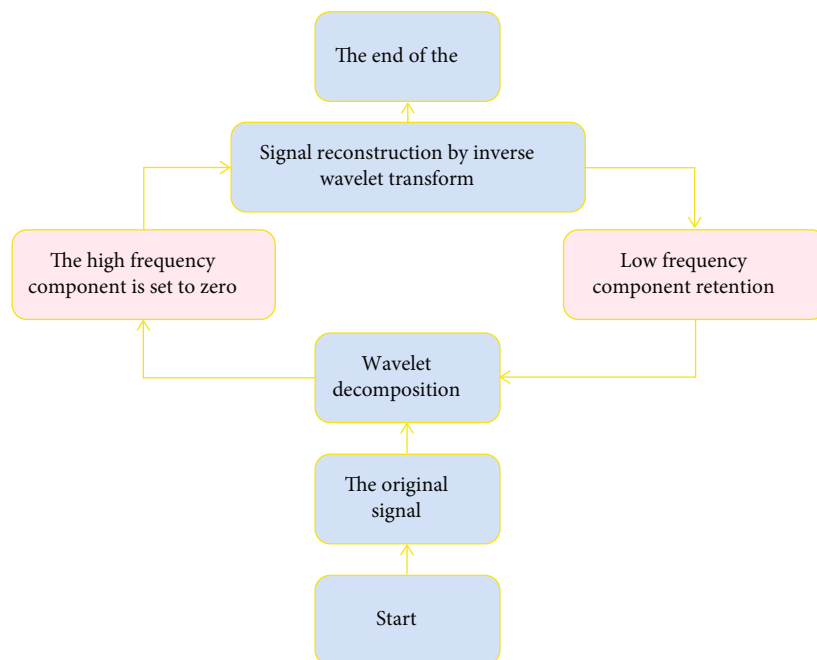 The end of the
Signal reconstruction by inverse
wavelet transform
The high frequency
component is set to zero
Low frequency
component retention
Wavelet
decomposition
The original
signal
Start